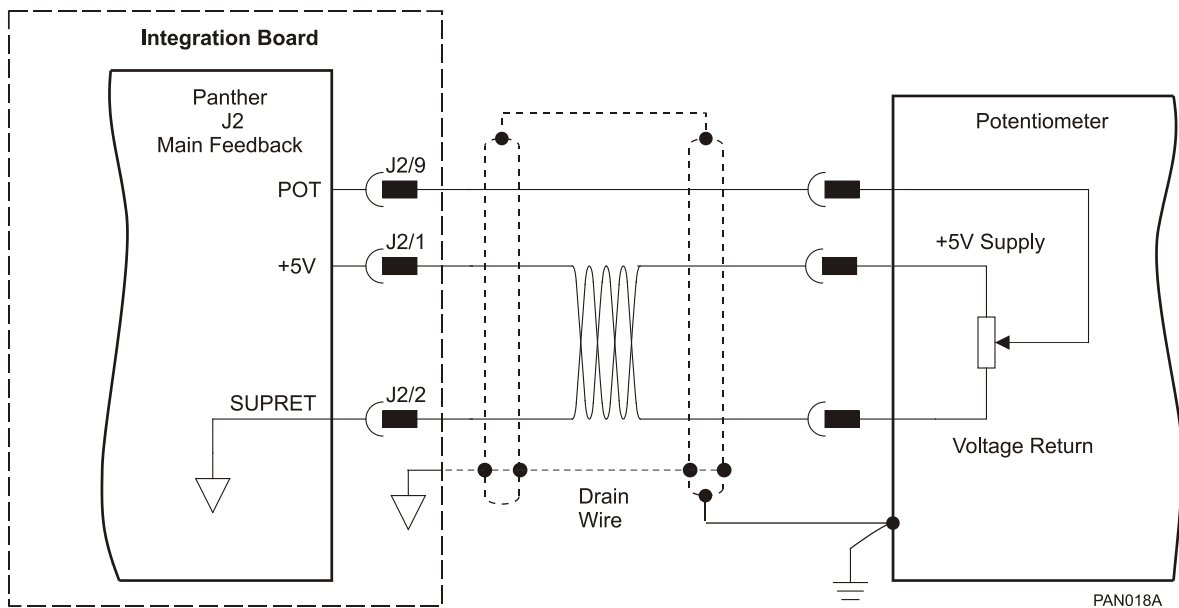 Integration Board
Panther
J2
Main Feedback
POT
J2/9
+5V
J2/1
SUPRET
J2/2
Drain
Wire
Potentiometer
+5V Supply
Voltage Return
PAN018A